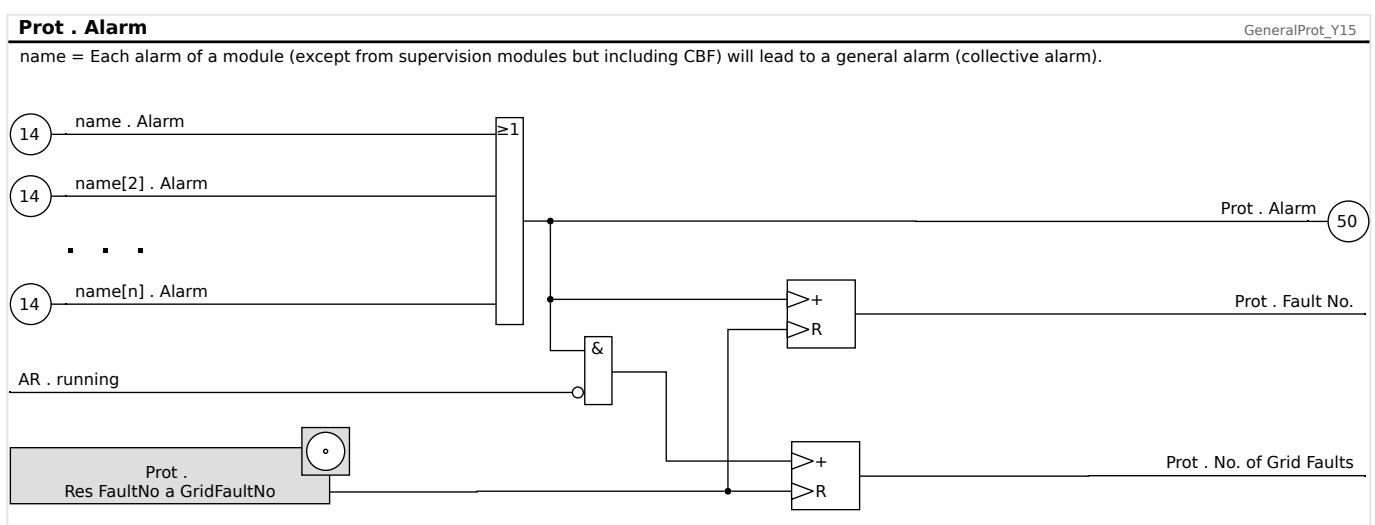 Prot . Alarm
GeneralProt_Y15
name = Each alarm of a module (except from supervision modules but including CBF) will lead to a general alarm (collective alarm).
14
name . Alarm
≥1
14
name[2] . Alarm
Prot . Alarm
50
. . .
14
name[n] . Alarm
+
Prot . Fault No.
R
&
AR . running
Prot .
Res FaultNo a GridFaultNo
+
Prot . No. of Grid Faults
R